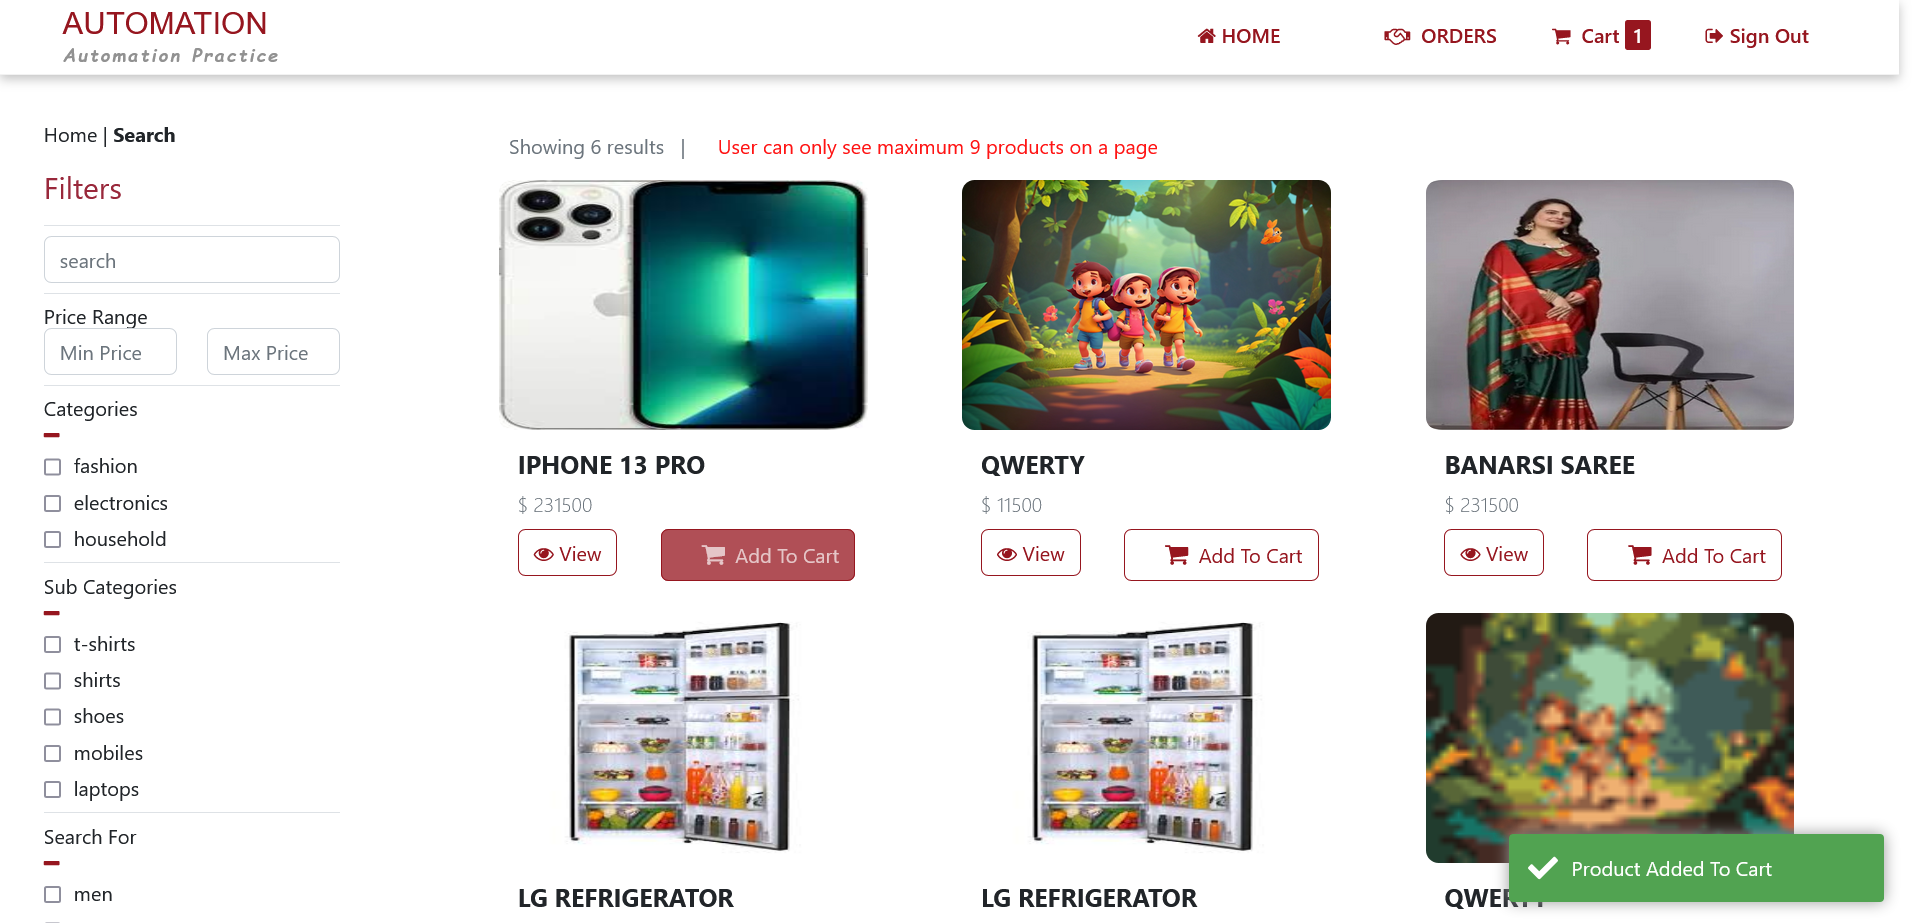 AUTOMATION
Automation Practice
HOME
ORDERS
Cart 1
Sign Out
Home | Search
Filters
search
Price Range
Min Price
Max Price
Categories
fashion
electronics
household
Sub Categories
t-shirts
shirts
shoes
mobiles
laptops
Search For
men
Showing 6 results |
User can only see maximum 9 products on a page
IPHONE 13 PRO
$ 231500
View
Add To Cart
QWERTY
$ 11500
View
Add To Cart
BANARSI SAREE
$ 231500
View
Add To Cart
LG REFRIGERATOR
LG REFRIGERATOR
QWERTY
Product Added To Cart